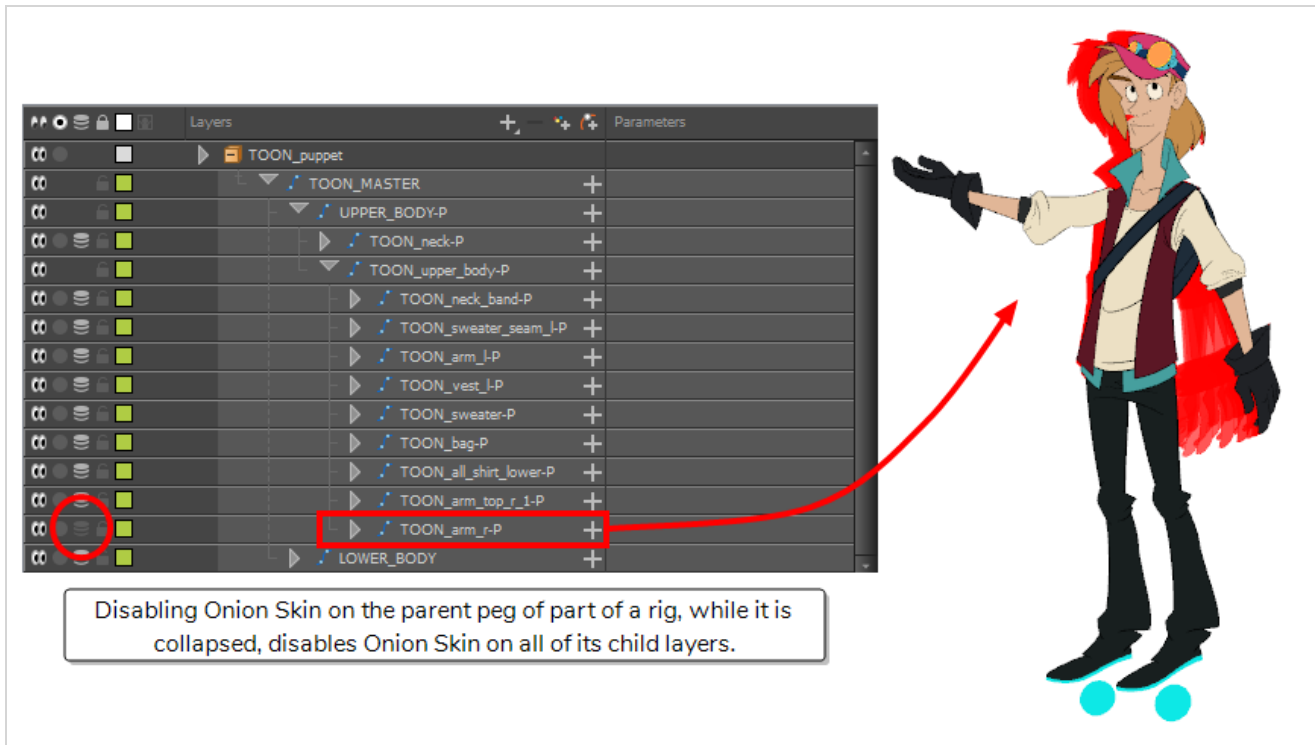 Layers Parameters
TOON_puppet
TOON_MASTER
UPPER_BODY-P
TOON_neck-P
TOON_upper_body-P
TOON_neck_band-P
TOON_sweater_seam_l-P
TOON_arm_l-P
TOON_vest_l-P
TOON_sweater-P
TOON_bag-P
TOON_all_shirt_lower-P
TOON_arm_top_r_1-P
TOON_arm_r-P
LOWER_BODY
Disabling Onion Skin on the parent peg of part of a rig, while it is
collapsed, disables Onion Skin on all of its child layers.